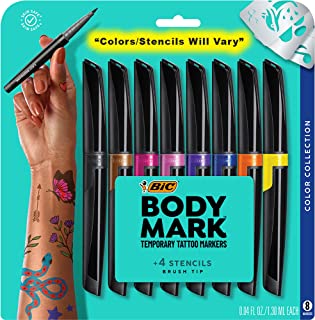 "Colors/Stencils Will Vary"
BIC
BODY
MARK
TEMPORARY TATTOO MARKERS
+4 STENCILS
BRUSH TIP
COLOR COLLECTION
8
0.04 FL OZ/1.30 ML EACH